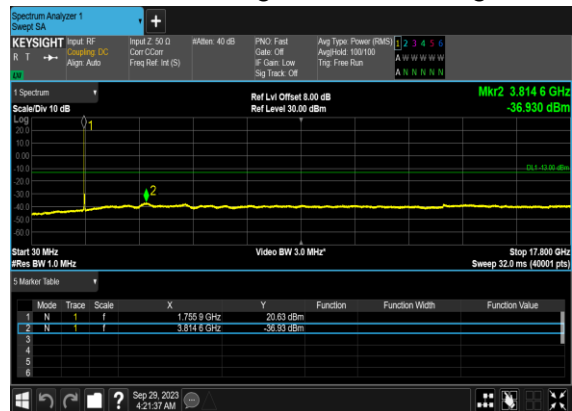 Spectrum Analyzer 1
Swept SA
+
KEYSIGHT Input: RF Input Z: 50 Ω #Atten: 40 dB PNO: Fast Avg Type: Power (RMS) 1 2 3 4 5 6
R T Coupling: DC Corr CCorr Gate: Off Avg|Hold: 100/100 A W W W W W
Align: Auto Freq Ref: Int (S) IF Gain: Low Trig: Free Run
LW Sig Track: Off A N N N N N
1 Spectrum Ref Lvl Offset 8.00 dB Mkr2 3.814 6 GHz
Scale/Div 10 dB Ref Level 30.00 dBm -36.930 dBm
Log
20.0 1
10.0
0.00
-10.0 DL1 -13.00 dBm
-20.0
-30.0 2
-40.0
-50.0
-60.0
Start 30 MHz Video BW 3.0 MHz* Stop 17.800 GHz
#Res BW 1.0 MHz Sweep 32.0 ms (40001 pts)
5 Marker Table
Mode Trace Scale X Y Function Function Width Function Value
1 N 1 f 1.755 9 GHz 20.63 dBm
2 N 1 f 3.814 6 GHz -36.93 dBm
3
4
5
6
? Sep 29, 2023
4:21:37 AM